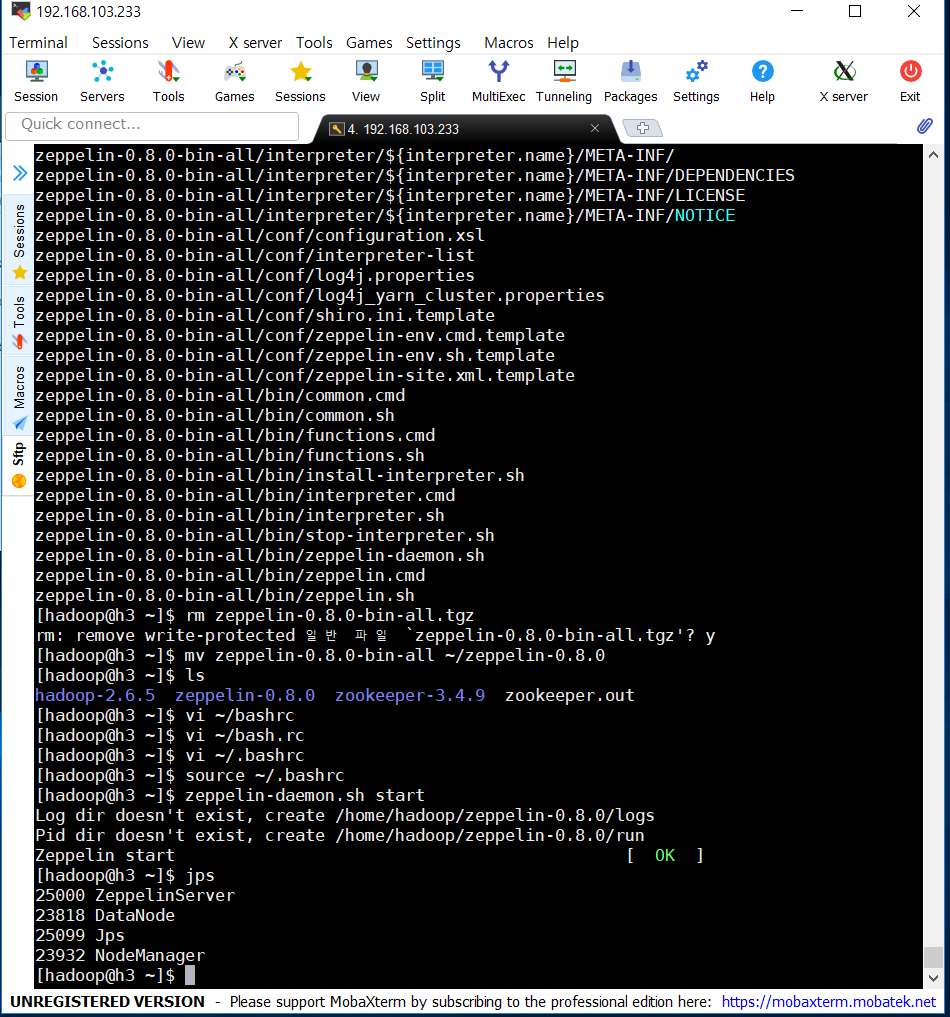 192.168.103.233
Terminal Sessions View X server Tools Games Settings Macros Help
Session Servers Tools Games Sessions View Split MultiExec Tunneling Packages Settings Help X server Exit
Quick connect...
4. 192.168.103.233
Sessions
Tools
Macros
Sftp
zeppelin-0.8.0-bin-all/interpreter/${interpreter.name}/META-INF/
zeppelin-0.8.0-bin-all/interpreter/${interpreter.name}/META-INF/DEPENDENCIES
zeppelin-0.8.0-bin-all/interpreter/${interpreter.name}/META-INF/LICENSE
zeppelin-0.8.0-bin-all/interpreter/${interpreter.name}/META-INF/NOTICE
zeppelin-0.8.0-bin-all/conf/configuration.xsl
zeppelin-0.8.0-bin-all/conf/interpreter-list
zeppelin-0.8.0-bin-all/conf/log4j.properties
zeppelin-0.8.0-bin-all/conf/log4j_yarn_cluster.properties
zeppelin-0.8.0-bin-all/conf/shiro.ini.template
zeppelin-0.8.0-bin-all/conf/zeppelin-env.cmd.template
zeppelin-0.8.0-bin-all/conf/zeppelin-env.sh.template
zeppelin-0.8.0-bin-all/conf/zeppelin-site.xml.template
zeppelin-0.8.0-bin-all/bin/common.cmd
zeppelin-0.8.0-bin-all/bin/common.sh
zeppelin-0.8.0-bin-all/bin/functions.cmd
zeppelin-0.8.0-bin-all/bin/functions.sh
zeppelin-0.8.0-bin-all/bin/install-interpreter.sh
zeppelin-0.8.0-bin-all/bin/interpreter.cmd
zeppelin-0.8.0-bin-all/bin/interpreter.sh
zeppelin-0.8.0-bin-all/bin/stop-interpreter.sh
zeppelin-0.8.0-bin-all/bin/zeppelin-daemon.sh
zeppelin-0.8.0-bin-all/bin/zeppelin.cmd
zeppelin-0.8.0-bin-all/bin/zeppelin.sh
[hadoop@h3 ~]$ rm zeppelin-0.8.0-bin-all.tgz
rm: remove write-protected 일반 파일 `zeppelin-0.8.0-bin-all.tgz'? y
[hadoop@h3 ~]$ mv zeppelin-0.8.0-bin-all ~/zeppelin-0.8.0
[hadoop@h3 ~]$ ls
hadoop-2.6.5 zeppelin-0.8.0 zookeeper-3.4.9 zookeeper.out
[hadoop@h3 ~]$ vi ~/bashrc
[hadoop@h3 ~]$ vi ~/bash.rc
[hadoop@h3 ~]$ vi ~/.bashrc
[hadoop@h3 ~]$ source ~/.bashrc
[hadoop@h3 ~]$ zeppelin-daemon.sh start
Log dir doesn't exist, create /home/hadoop/zeppelin-0.8.0/logs
Pid dir doesn't exist, create /home/hadoop/zeppelin-0.8.0/run
Zeppelin start [ OK ]
[hadoop@h3 ~]$ jps
25000 ZeppelinServer
23818 DataNode
25099 Jps
23932 NodeManager
[hadoop@h3 ~]$
UNREGISTERED VERSION - Please support MobaXterm by subscribing to the professional edition here: https://mobaxterm.mobatek.net